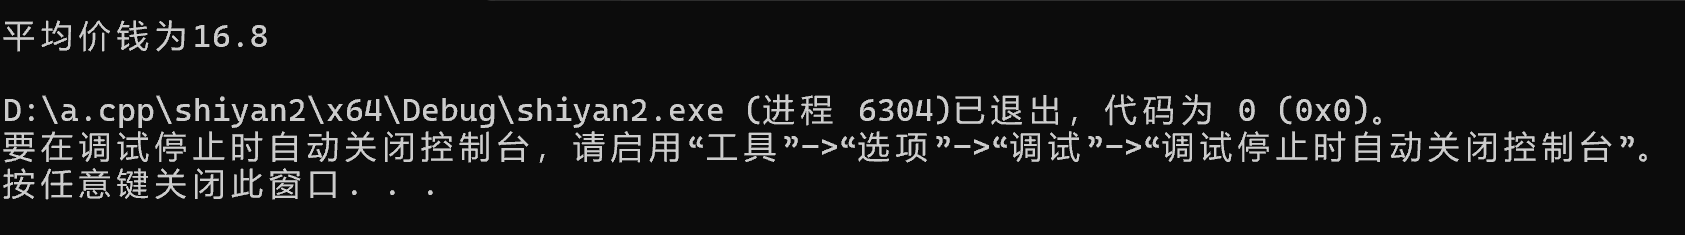 平均价钱为16.8
D:\a.cpp\shiyan2\x64\Debug\shiyan2.exe (进程 6304)已退出，代码为 0 (0x0)。
要在调试停止时自动关闭控制台，请启用“工具”->“选项”->“调试”->“调试停止时自动关闭控制台”。
按任意键关闭此窗口. . .